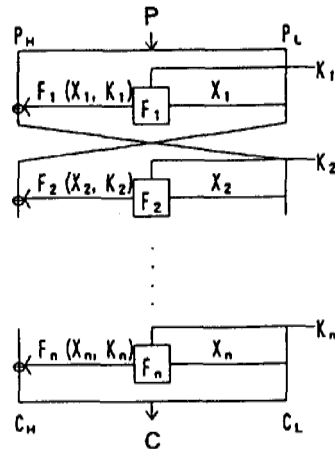 P
P_H P_L
K_1
F_1 (X_1, K_1) F_1 X_1
K_2
F_2 (X_2, K_2) F_2 X_2
K_n
F_n (X_n, K_n) F_n X_n
C_H C_L
C